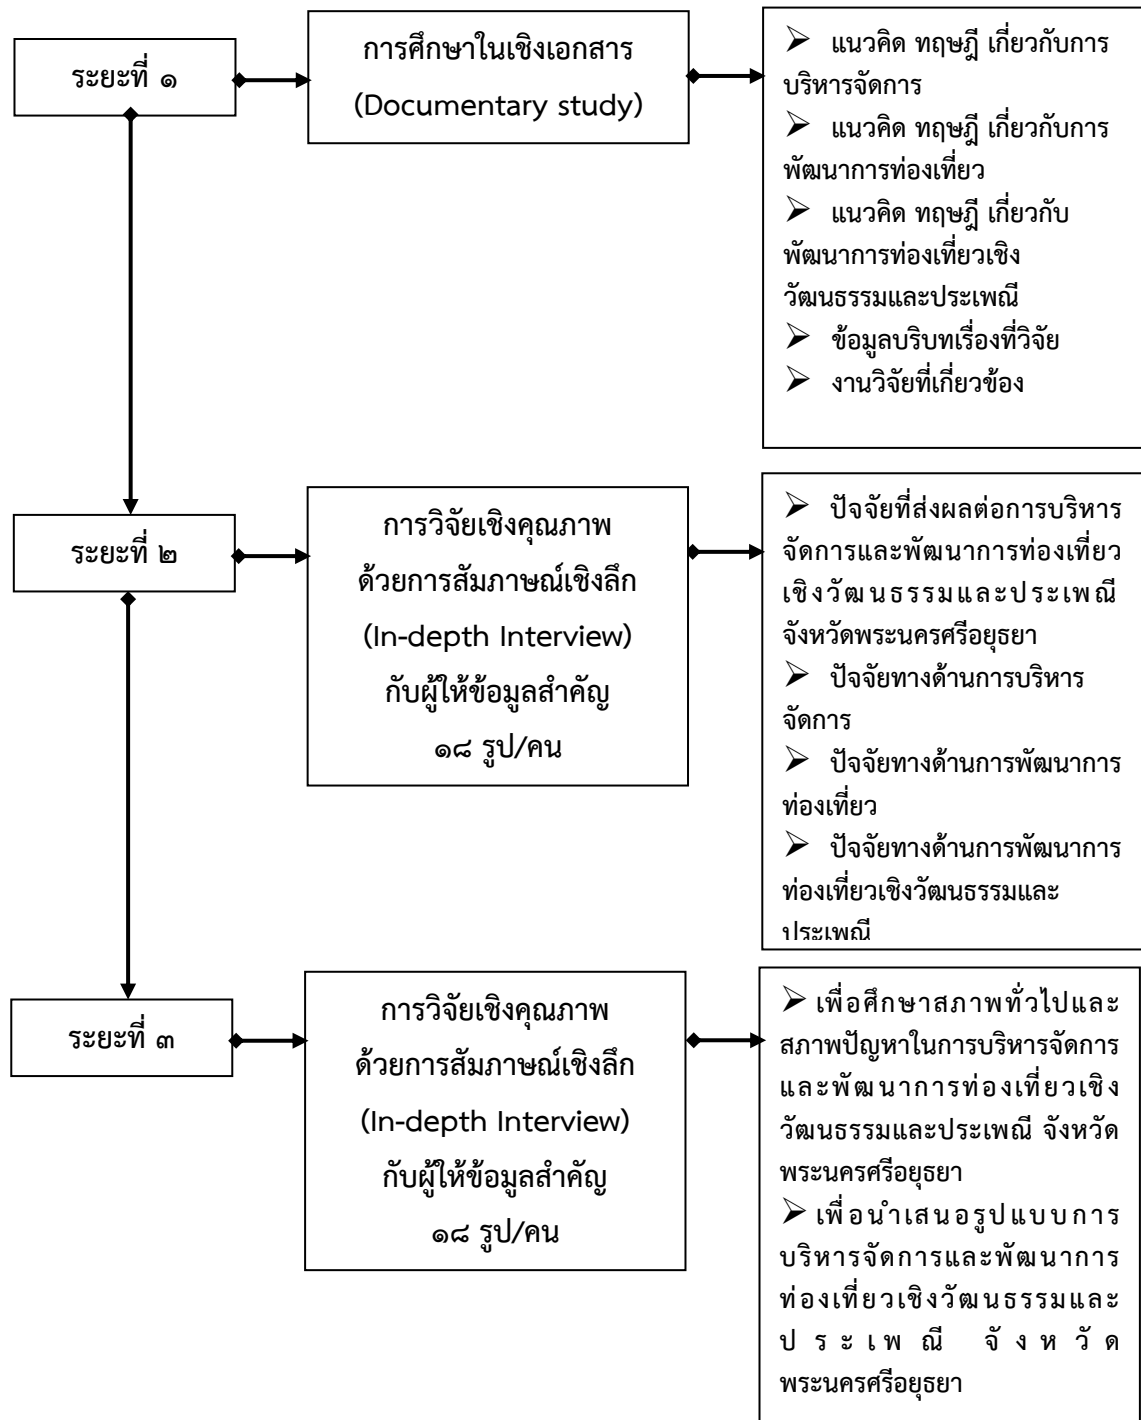 ระยะที่ ๑
การศึกษาในเชิงเอกสาร
(Documentary study)
➢ แนวคิด ทฤษฎี เกี่ยวกับการ
บริหารจัดการ
➢ แนวคิด ทฤษฎี เกี่ยวกับการ
พัฒนาการท่องเที่ยว
➢ แนวคิด ทฤษฎี เกี่ยวกับ
พัฒนาการท่องเที่ยวเชิง
วัฒนธรรมและประเพณี
➢ ข้อมูลบริบทเรื่องที่วิจัย
➢ งานวิจัยที่เกี่ยวข้อง
ระยะที่ ๒
การวิจัยเชิงคุณภาพ
ด้วยการสัมภาษณ์เชิงลึก
(In-depth Interview)
กับผู้ให้ข้อมูลสำคัญ
๑๘ รูป/คน
➢ ปัจจัยที่ส่งผลต่อการบริหาร
จัดการและพัฒนาการท่องเที่ยว
เชิงวัฒนธรรมและประเพณี
จังหวัดพระนครศรีอยุธยา
➢ ปัจจัยทางด้านการบริหาร
จัดการ
➢ ปัจจัยทางด้านการพัฒนาการ
ท่องเที่ยว
➢ ปัจจัยทางด้านการพัฒนาการ
ท่องเที่ยวเชิงวัฒนธรรมและ
ประเพณี
ระยะที่ ๓
การวิจัยเชิงคุณภาพ
ด้วยการสัมภาษณ์เชิงลึก
(In-depth Interview)
กับผู้ให้ข้อมูลสำคัญ
๑๘ รูป/คน
➢ เพื่อศึกษาสภาพทั่วไปและ
สภาพปัญหาในการบริหารจัดการ
และพัฒนาการท่องเที่ยวเชิง
วัฒนธรรมและประเพณี จังหวัด
พระนครศรีอยุธยา
➢ เพื่อนำเสนอรูปแบบการ
บริหารจัดการและพัฒนาการ
ท่องเที่ยวเชิงวัฒนธรรมและ
ประเพณี จังหวัด
พระนครศรีอยุธยา